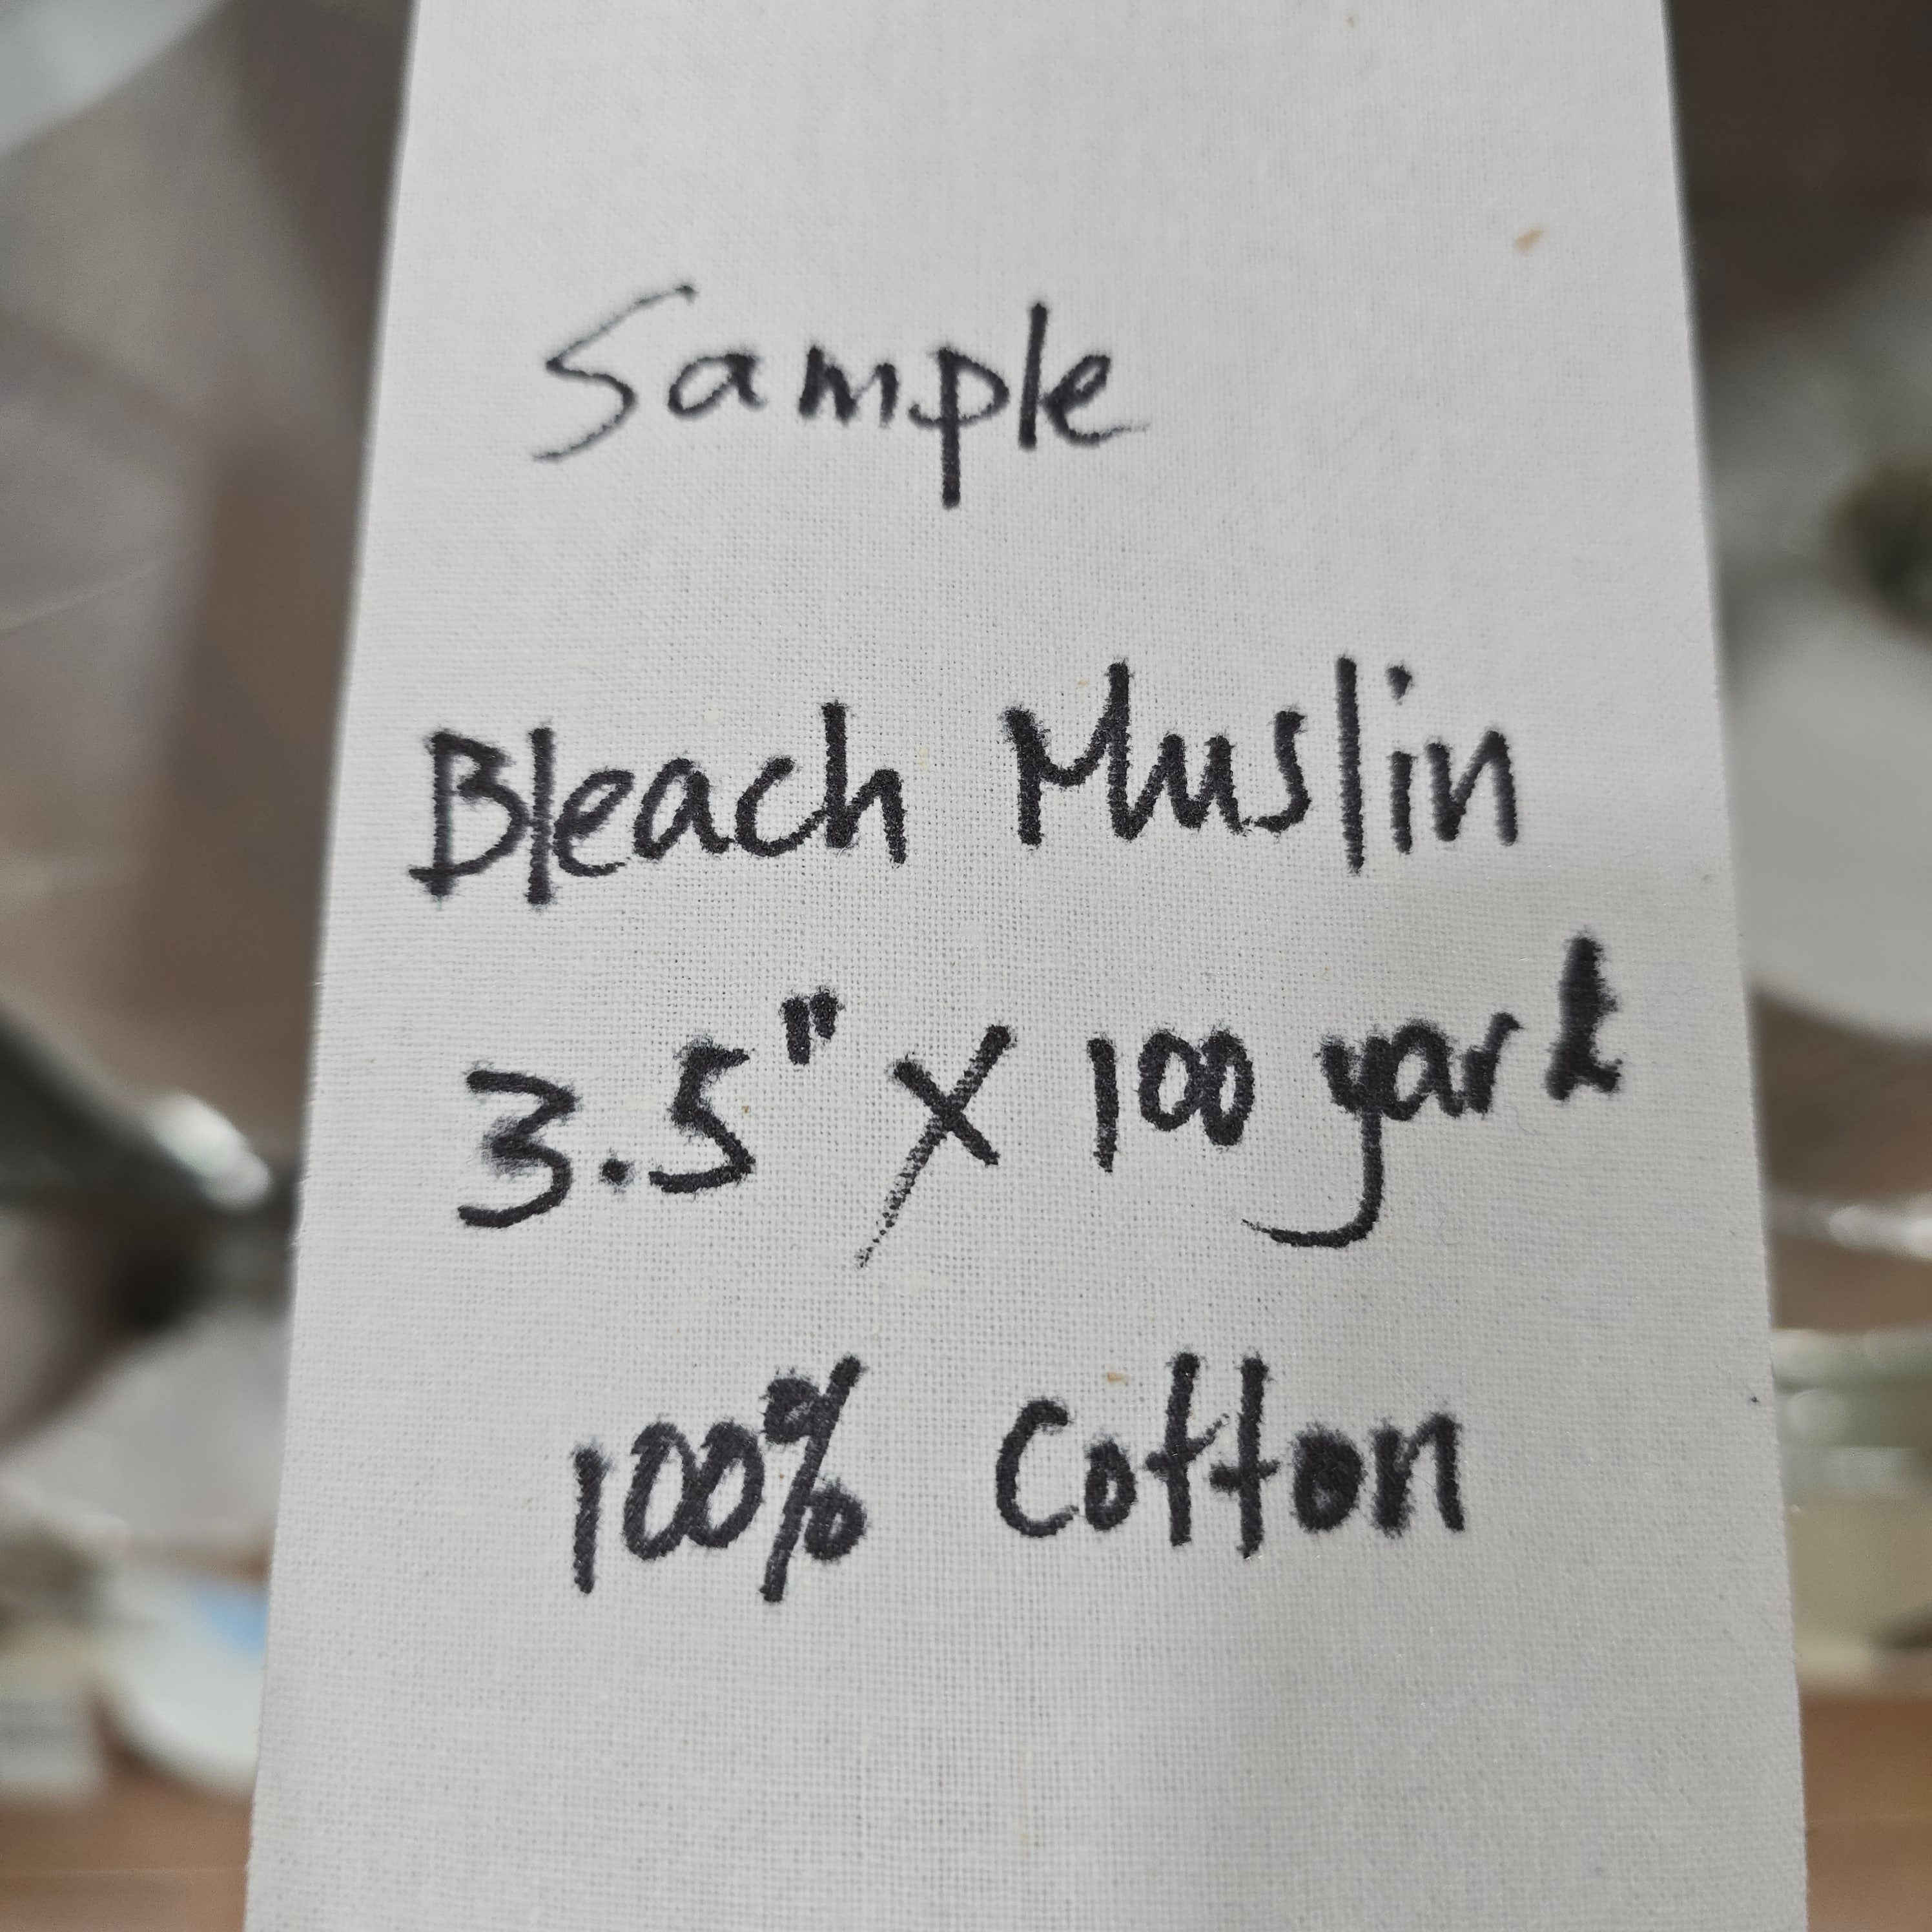 Sample
Bleach Muslin
3.5" X 100 yard
100% Cotton